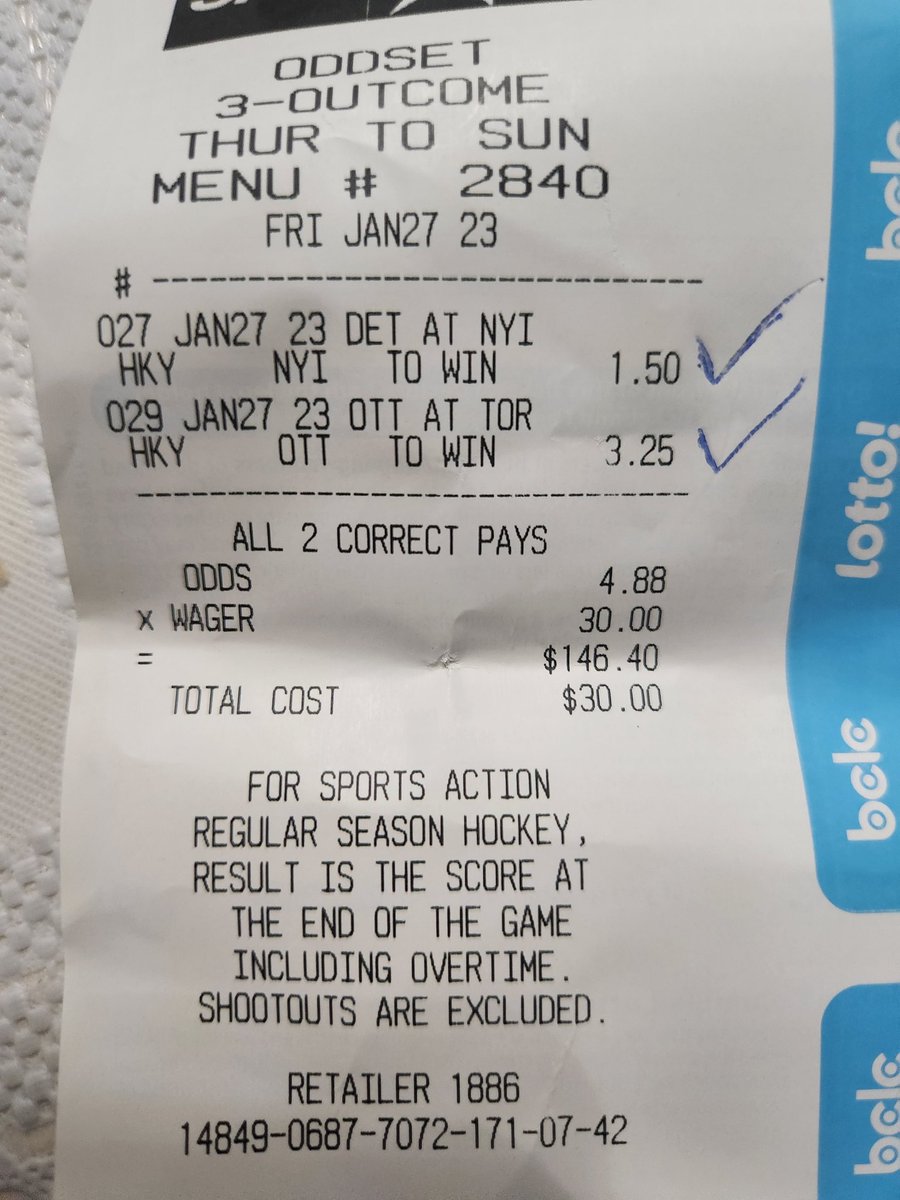 ODDSET
3-OUTCOME
THUR TO SUN
MENU # 2840
FRI JAN27 23
# --------------------------------
027 JAN27 23 DET AT NYI
HKY NYI TO WIN 1.50
029 JAN27 23 OTT AT TOR
HKY OTT TO WIN 3.25
--------------------------------
ALL 2 CORRECT PAYS
ODDS 4.88
X WAGER 30.00
= $146.40
TOTAL COST $30.00
FOR SPORTS ACTION
REGULAR SEASON HOCKEY,
RESULT IS THE SCORE AT
THE END OF THE GAME
INCLUDING OVERTIME.
SHOOTOUTS ARE EXCLUDED.
RETAILER 1886
14849-0687-7072-171-07-42
bclc
lotto!
bclc
bclc